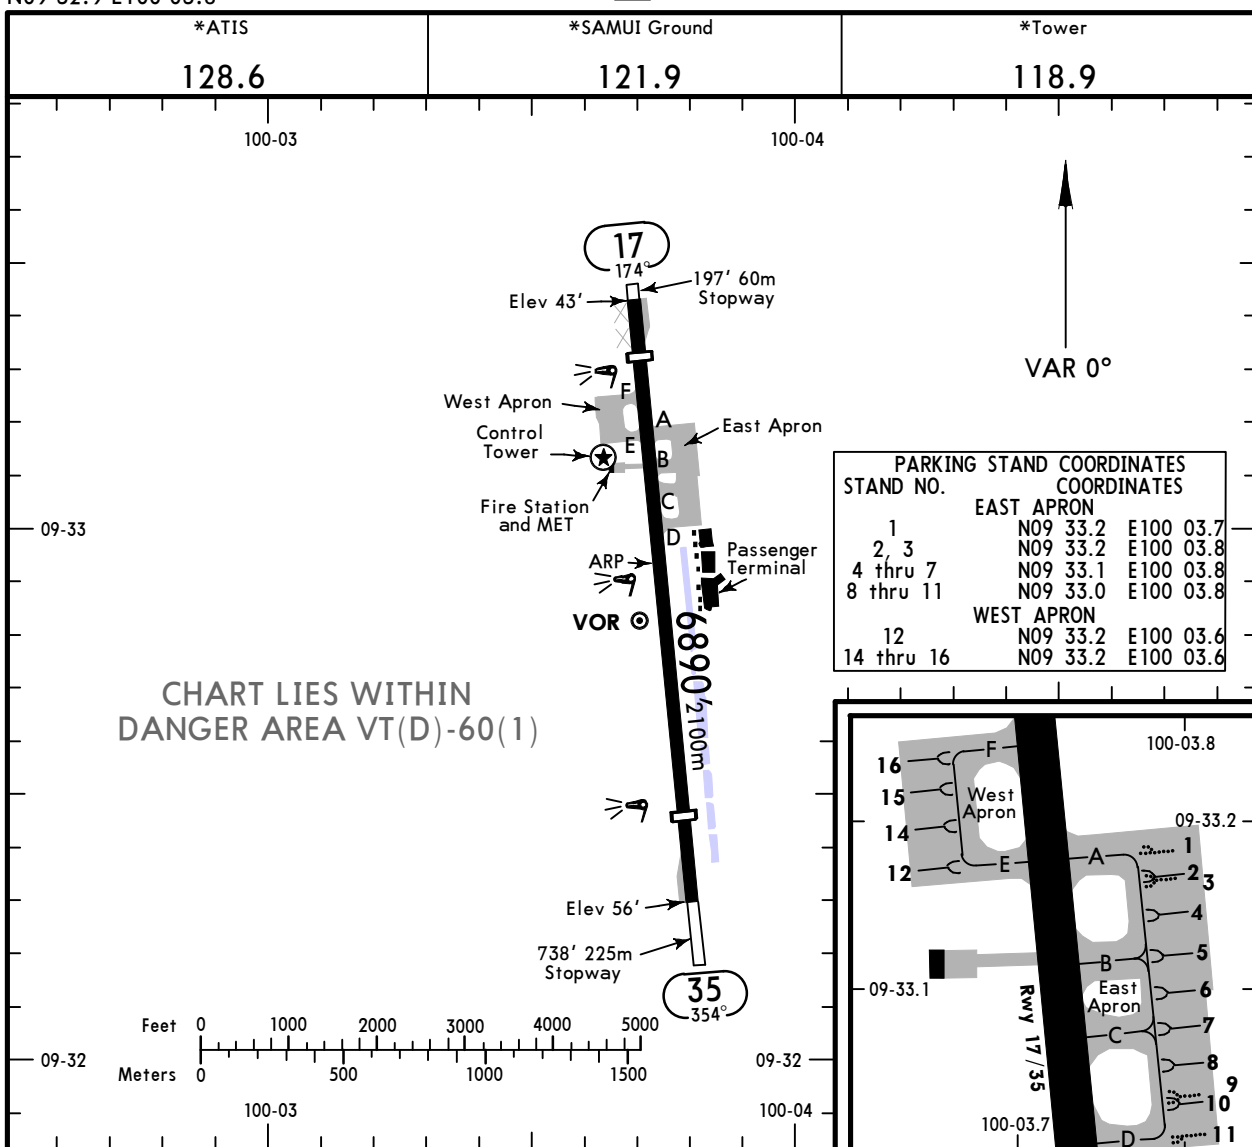 *ATIS
128.6
*SAMUI Ground
121.9
*Tower
118.9
100-03
100-04
17
174°
197' 60m
Stopway
Elev 43'
VAR 0°
F
West Apron
A
East Apron
Control
Tower
E
B
Fire Station
and MET
C
D
09-33
ARP
Passenger
Terminal
VOR
6890'
2100m
CHART LIES WITHIN
DANGER AREA VT(D)-60(1)
PARKING STAND COORDINATES
STAND NO. COORDINATES
EAST APRON
1 N09 33.2 E100 03.7
2, 3 N09 33.2 E100 03.8
4 thru 7 N09 33.1 E100 03.8
8 thru 11 N09 33.0 E100 03.8
WEST APRON
12 N09 33.2 E100 03.6
14 thru 16 N09 33.2 E100 03.6
Elev 56'
738' 225m
Stopway
35
354°
Feet 0 1000 2000 3000 4000 5000
Meters 0 500 1000 1500
09-32
09-32
100-03
100-04
100-03.8
16
F
15
West
Apron
14
09-33.2
12
E
A
1
2
3
4
B
5
09-33.1
East
Apron
6
Rwy 17/35
C
7
8
9
10
100-03.7
D
11